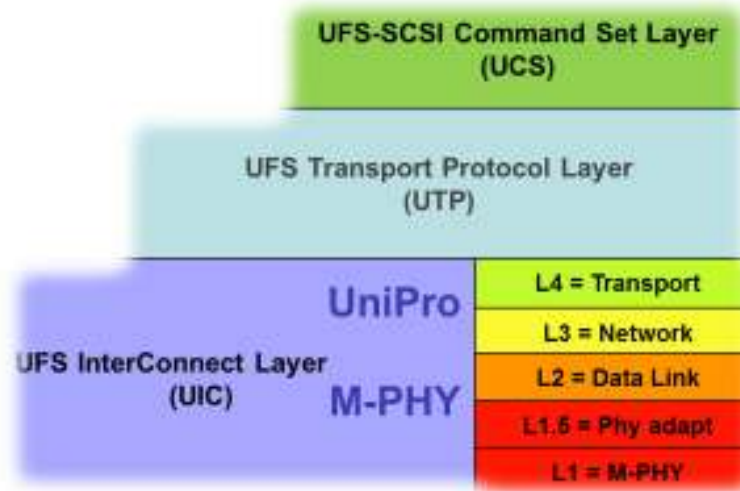 UFS-SCSI Command Set Layer
(UCS)
UFS Transport Protocol Layer
(UTP)
UniPro
L4 = Transport
L3 = Network
UFS InterConnect Layer
(UIC)
M-PHY
L2 = Data Link
L1.5 = Phy adapt
L1 = M-PHY